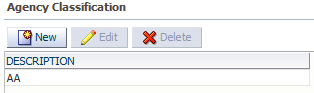 Agency Classification
New Edit Delete
DESCRIPTION
AA